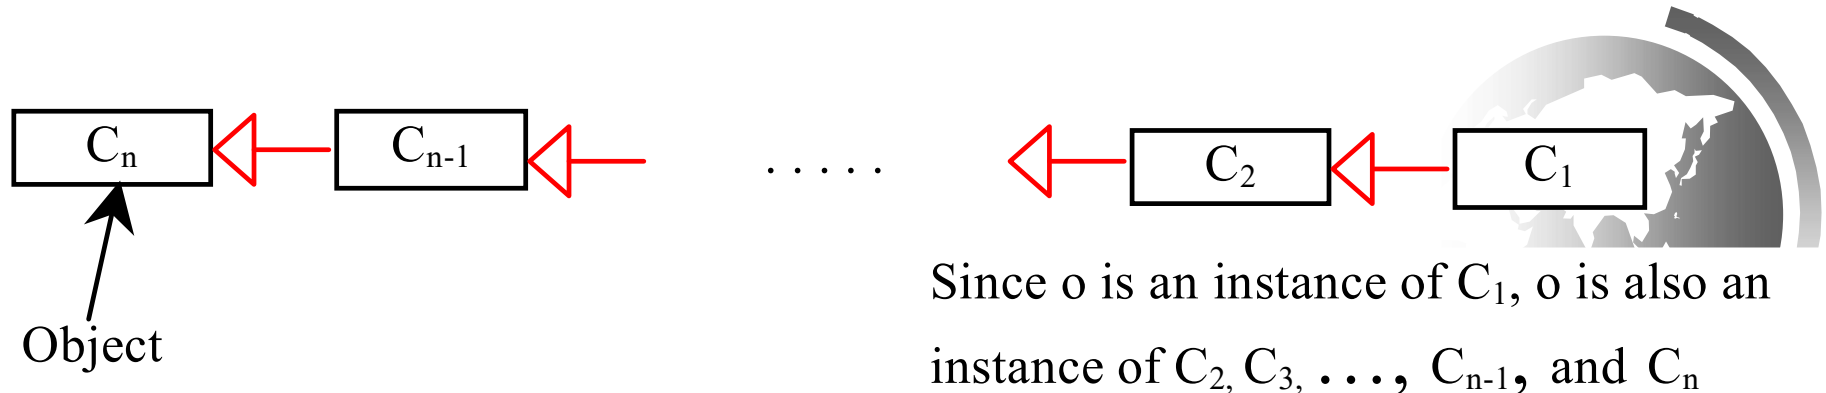 Cn Cn-1 ..... C2 C1
Since o is an instance of C1, o is also an
Object
instance of C2, C3, ..., Cn-1, and Cn